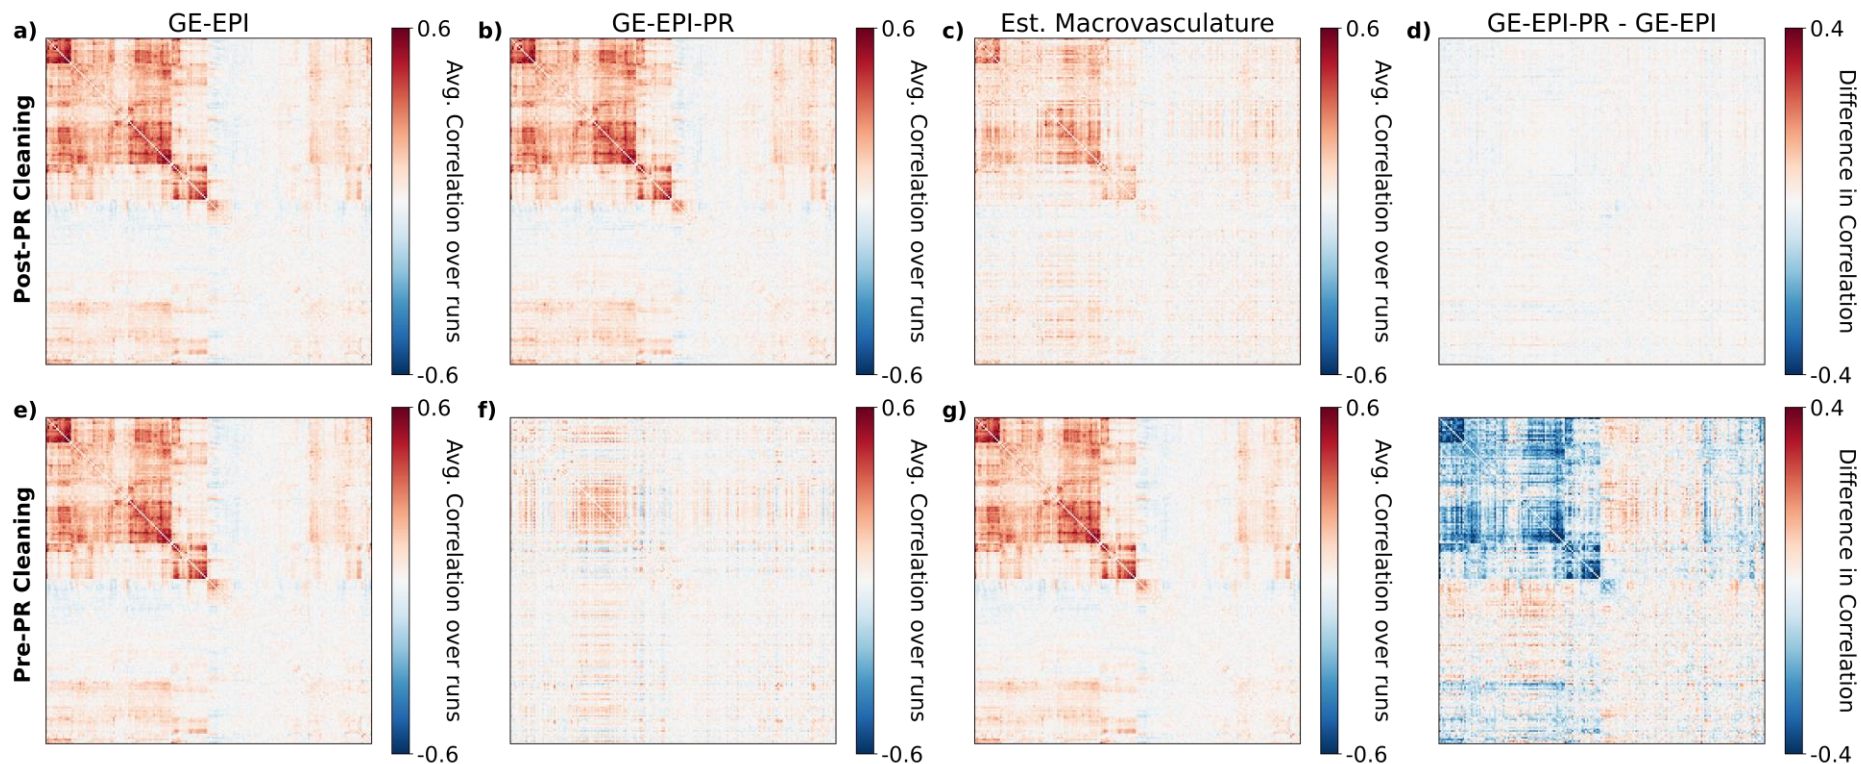 a) GE-EPI 0.6
b) GE-EPI-PR 0.6
c) Est. Macrovasculature 0.6
d) GE-EPI-PR - GE-EPI 0.4
Post-PR Cleaning
Avg. Correlation over runs
Avg. Correlation over runs
Avg. Correlation over runs
Difference in Correlation
-0.6
-0.6
-0.6
-0.4
e) 0.6
f) 0.6
g) 0.6
0.4
Pre-PR Cleaning
Avg. Correlation over runs
Avg. Correlation over runs
Avg. Correlation over runs
Difference in Correlation
-0.6
-0.6
-0.6
-0.4